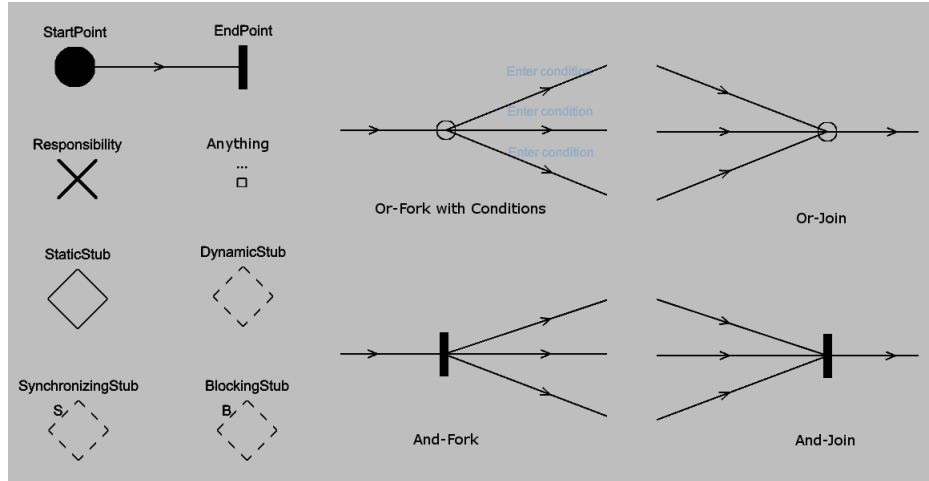 StartPoint
EndPoint
Enter condition
Enter condition
Enter condition
Responsibility
Anything
...
Or-Fork with Conditions
Or-Join
StaticStub
DynamicStub
SynchronizingStub
S
BlockingStub
B
And-Fork
And-Join